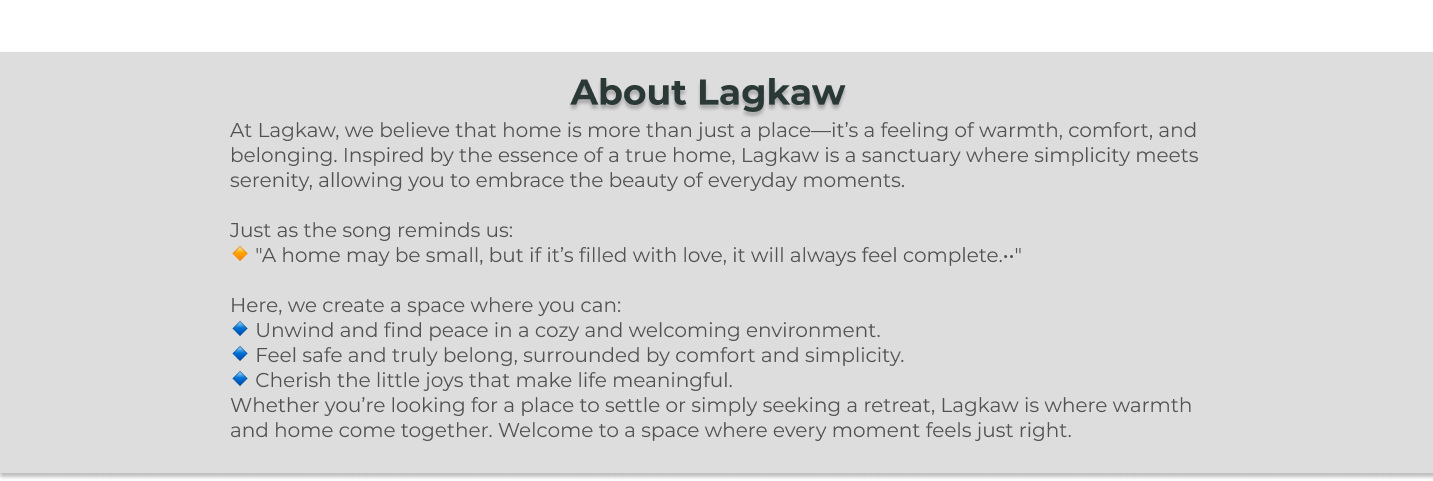 About Lagkaw
At Lagkaw, we believe that home is more than just a place—it’s a feeling of warmth, comfort, and
belonging. Inspired by the essence of a true home, Lagkaw is a sanctuary where simplicity meets
serenity, allowing you to embrace the beauty of everyday moments.
Just as the song reminds us:
🔸 "A home may be small, but if it’s filled with love, it will always feel complete.··"
Here, we create a space where you can:
🔹 Unwind and find peace in a cozy and welcoming environment.
🔹 Feel safe and truly belong, surrounded by comfort and simplicity.
🔹 Cherish the little joys that make life meaningful.
Whether you’re looking for a place to settle or simply seeking a retreat, Lagkaw is where warmth
and home come together. Welcome to a space where every moment feels just right.